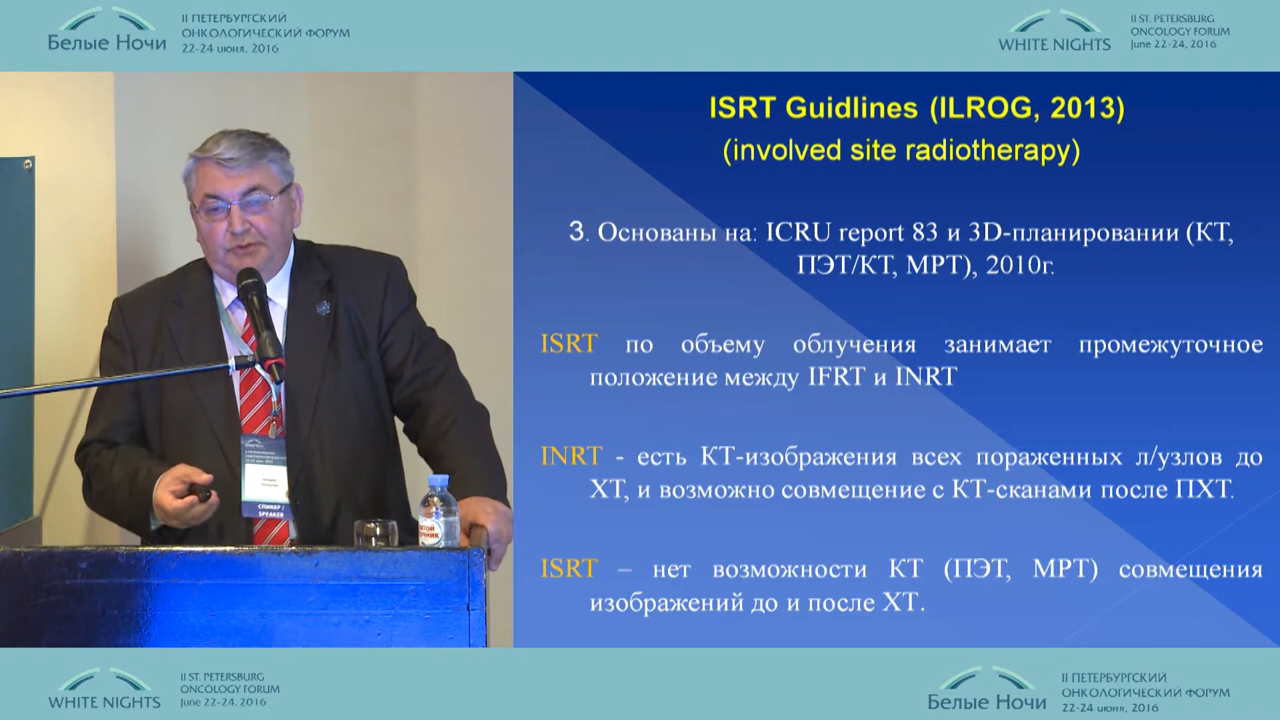 Белые Ночи
II ПЕТЕРБУРГСКИЙ
ОНКОЛОГИЧЕСКИЙ ФОРУМ
22-24 июня, 2016
WHITE NIGHTS
II ST. PETERSBURG
ONCOLOGY FORUM
June 22-24, 2016
ISRT Guidlines (ILROG, 2013)
(involved site radiotherapy)
3. Основаны на: ICRU report 83 и 3D-планировании (КТ,
ПЭТ/КТ, МРТ), 2010г.
ISRT по объему облучения занимает промежуточное
положение между IFRT и INRT
INRT - есть КТ-изображения всех пораженных л/узлов до
ХТ, и возможно совмещение с КТ-сканами после ПХТ.
ISRT – нет возможности КТ (ПЭТ, МРТ) совмещения
изображений до и после ХТ.
СПИКЕР /
SPEAKER
WHITE NIGHTS
II ST. PETERSBURG
ONCOLOGY FORUM
June 22-24, 2016
Белые Ночи
II ПЕТЕРБУРГСКИЙ
ОНКОЛОГИЧЕСКИЙ ФОРУМ
22-24 июня, 2016